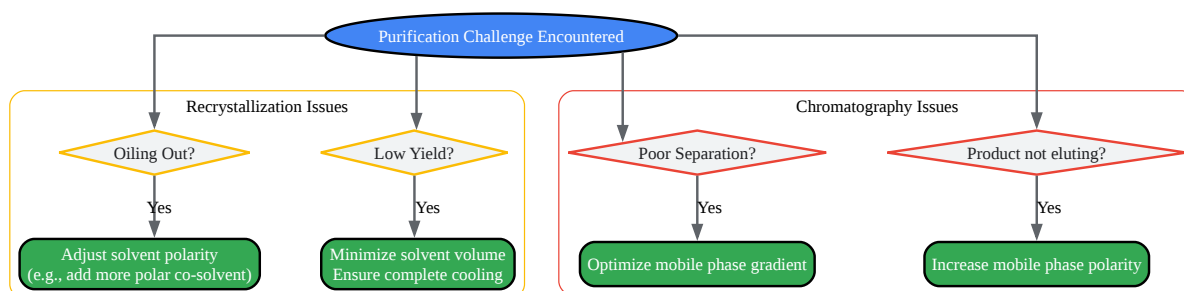 Purification Challenge Encountered
Recrystallization Issues
Chromatography Issues
Oiling Out?
Low Yield?
Poor Separation?
Product not eluting?
Yes
Yes
Yes
Yes
Adjust solvent polarity
(e.g., add more polar co-solvent)
Minimize solvent volume
Ensure complete cooling
Optimize mobile phase gradient
Increase mobile phase polarity